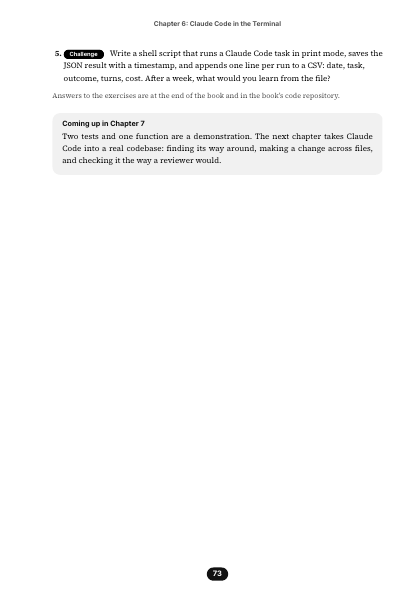 Chapter 6: Claude Code in the Terminal
5. Challenge Write a shell script that runs a Claude Code task in print mode, saves the
JSON result with a timestamp, and appends one line per run to a CSV: date, task,
outcome, turns, cost. After a week, what would you learn from the file?
Answers to the exercises are at the end of the book and in the book's code repository.
Coming up in Chapter 7
Two tests and one function are a demonstration. The next chapter takes Claude
Code into a real codebase: finding its way around, making a change across files,
and checking it the way a reviewer would.
73